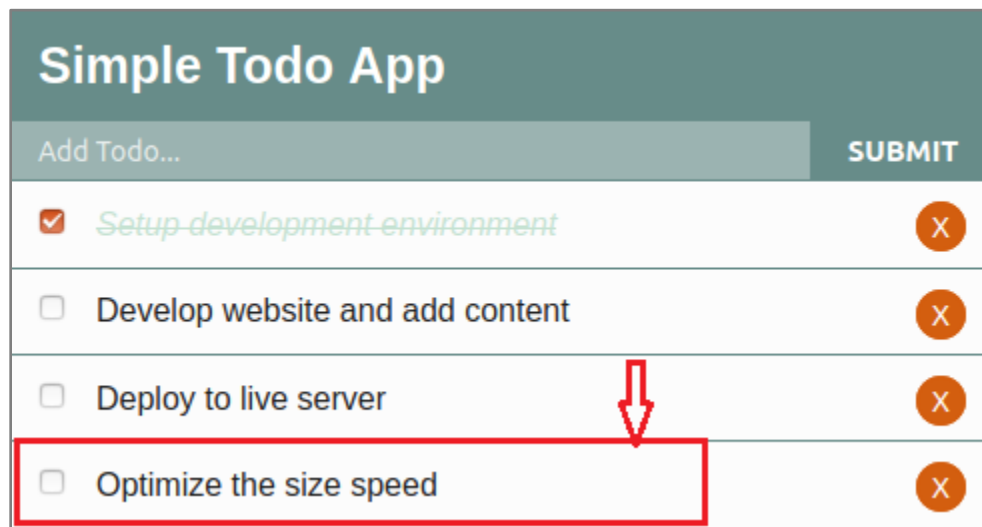 Simple Todo App
Add Todo... SUBMIT
Setup development environment X
Develop website and add content X
Deploy to live server X
Optimize the size speed X